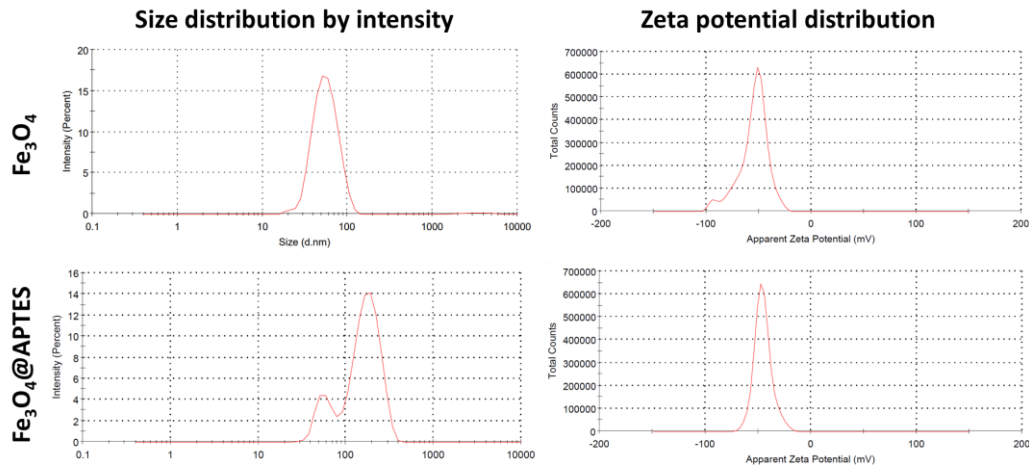 Size distribution by intensity
Zeta potential distribution
Fe₃O₄
Intensity (Percent)
20
15
10
5
0
0.1 1 10 100 1000 10000
Size (d.nm)
Total Counts
700000
600000
500000
400000
300000
200000
100000
0
-200 -100 0 100 200
Apparent Zeta Potential (mV)
Fe₃O₄@APTES
Intensity (Percent)
16
14
12
10
8
6
4
2
0
0.1 1 10 100 1000 10000
Total Counts
700000
600000
500000
400000
300000
200000
100000
0
-200 -100 0 100 200
Apparent Zeta Potential (mV)